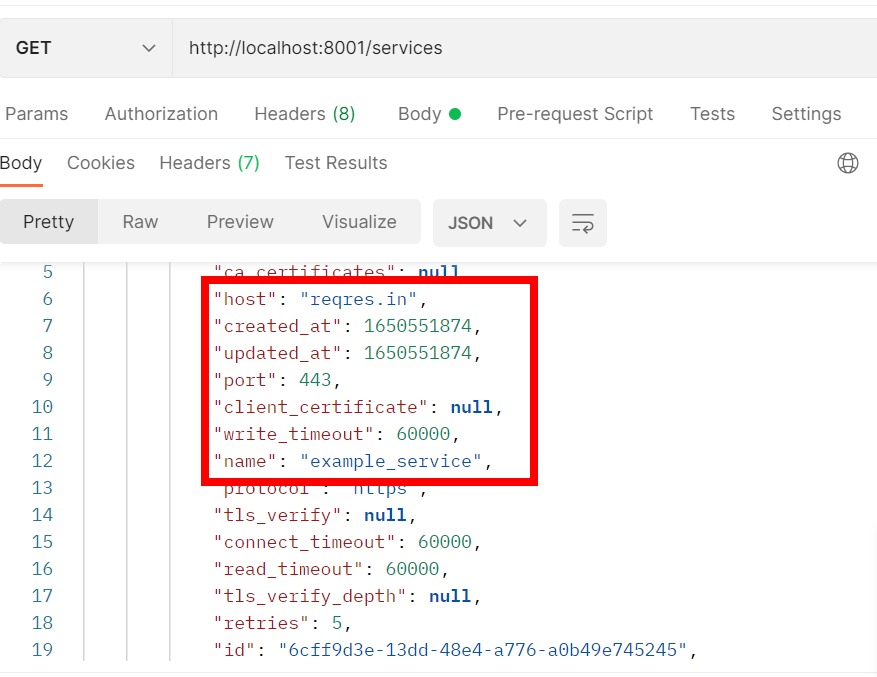 GET http://localhost:8001/services
Params Authorization Headers (8) Body Pre-request Script Tests Settings
Body Cookies Headers (7) Test Results
Pretty Raw Preview Visualize JSON
5 "ca_certificates": null
6 "host": "reqres.in",
7 "created_at": 1650551874,
8 "updated_at": 1650551874,
9 "port": 443,
10 "client_certificate": null,
11 "write_timeout": 60000,
12 "name": "example_service",
13 "protocol": "https",
14 "tls_verify": null,
15 "connect_timeout": 60000,
16 "read_timeout": 60000,
17 "tls_verify_depth": null,
18 "retries": 5,
19 "id": "6cff9d3e-13dd-48e4-a776-a0b49e745245",